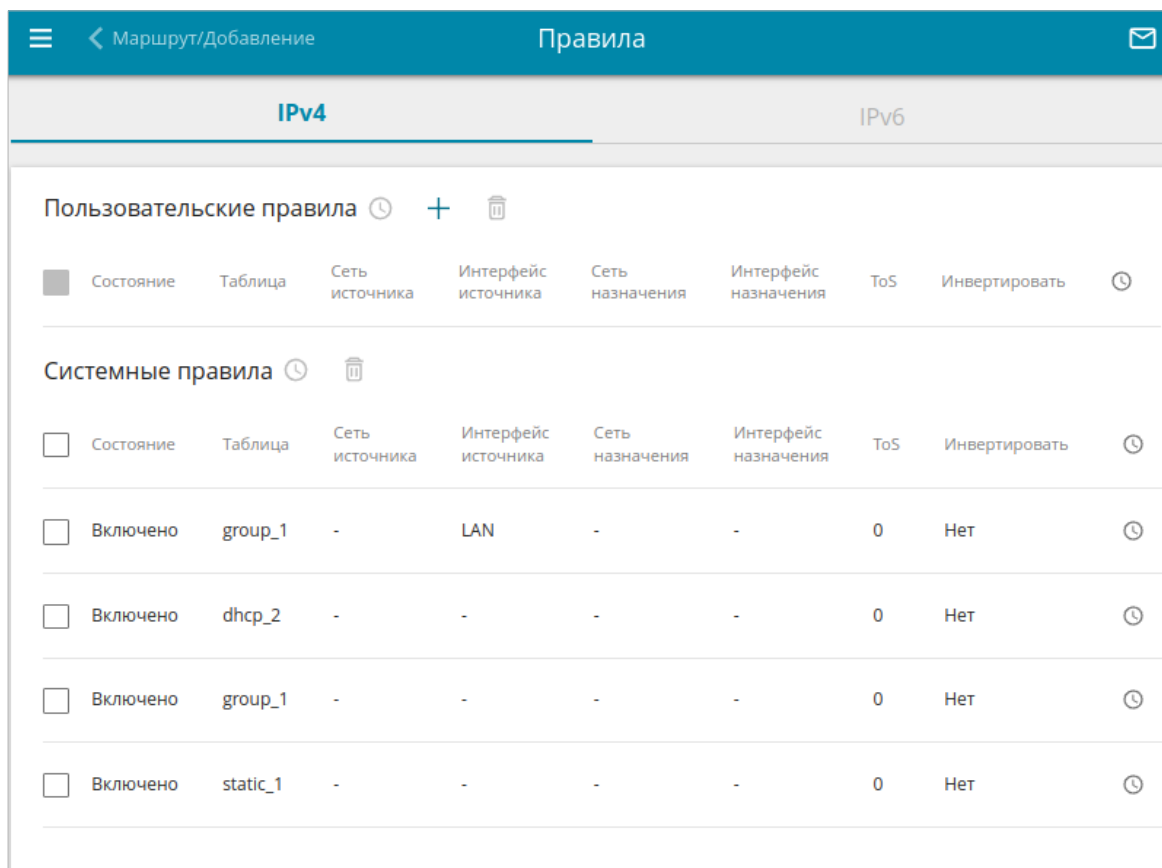 Маршрут/Добавление Правила
IPv4 IPv6
Пользовательские правила
Состояние Таблица Сеть источника Интерфейс источника Сеть назначения Интерфейс назначения ToS Инвертировать
Системные правила
Состояние Таблица Сеть источника Интерфейс источника Сеть назначения Интерфейс назначения ToS Инвертировать
Включено group_1 - LAN - - 0 Нет
Включено dhcp_2 - - - - 0 Нет
Включено group_1 - - - - 0 Нет
Включено static_1 - - - - 0 Нет